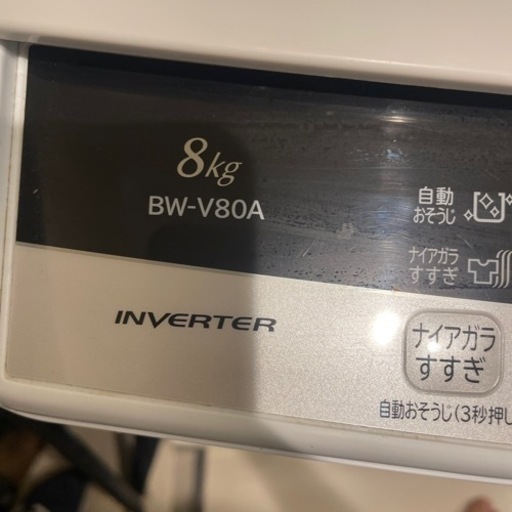 8kg
BW-V80A
自動
おそうじ
ナイアガラ
すすぎ
INVERTER
ナイアガラ
すすぎ
自動おそうじ(3秒押し